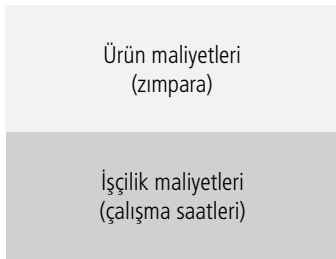 Ürün maliyetleri
(zımpara)
İşçilik maliyetleri
(çalışma saatleri)